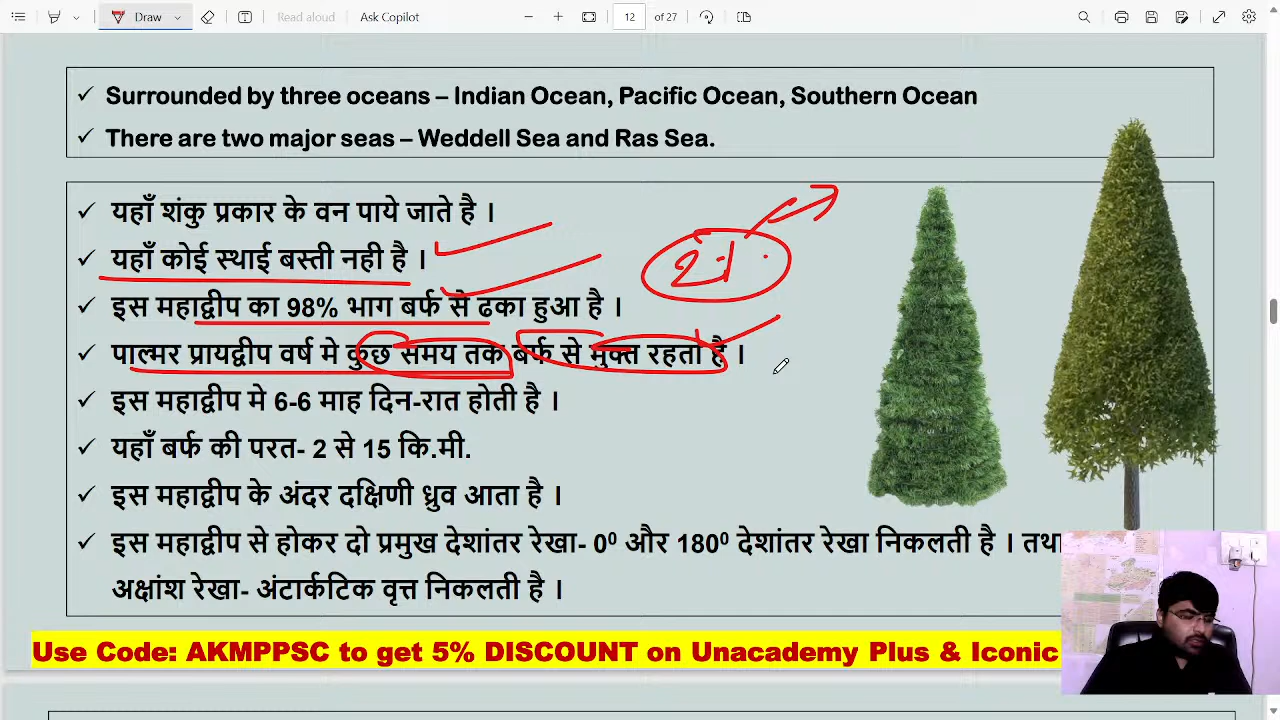 Draw
Read aloud
Ask Copilot
12 of 27
Surrounded by three oceans – Indian Ocean, Pacific Ocean, Southern Ocean
There are two major seas – Weddell Sea and Ras Sea.
यहाँ शंकु प्रकार के वन पाये जाते है ।
यहाँ कोई स्थाई बस्ती नही है ।
इस महाद्वीप का 98% भाग बर्फ से ढका हुआ है ।
2%
पाल्मर प्रायद्वीप वर्ष मे कुछ समय तक बर्फ से मुक्त रहता है ।
इस महाद्वीप मे 6-6 माह दिन-रात होती है ।
यहाँ बर्फ की परत- 2 से 15 कि.मी.
इस महाद्वीप के अंदर दक्षिणी ध्रुव आता है ।
इस महाद्वीप से होकर दो प्रमुख देशांतर रेखा- 0⁰ और 180⁰ देशांतर रेखा निकलती है । तथा
अक्षांश रेखा- अंटार्कटिक वृत्त निकलती है ।
Use Code: AKMPPSC to get 5% DISCOUNT on Unacademy Plus & Iconic